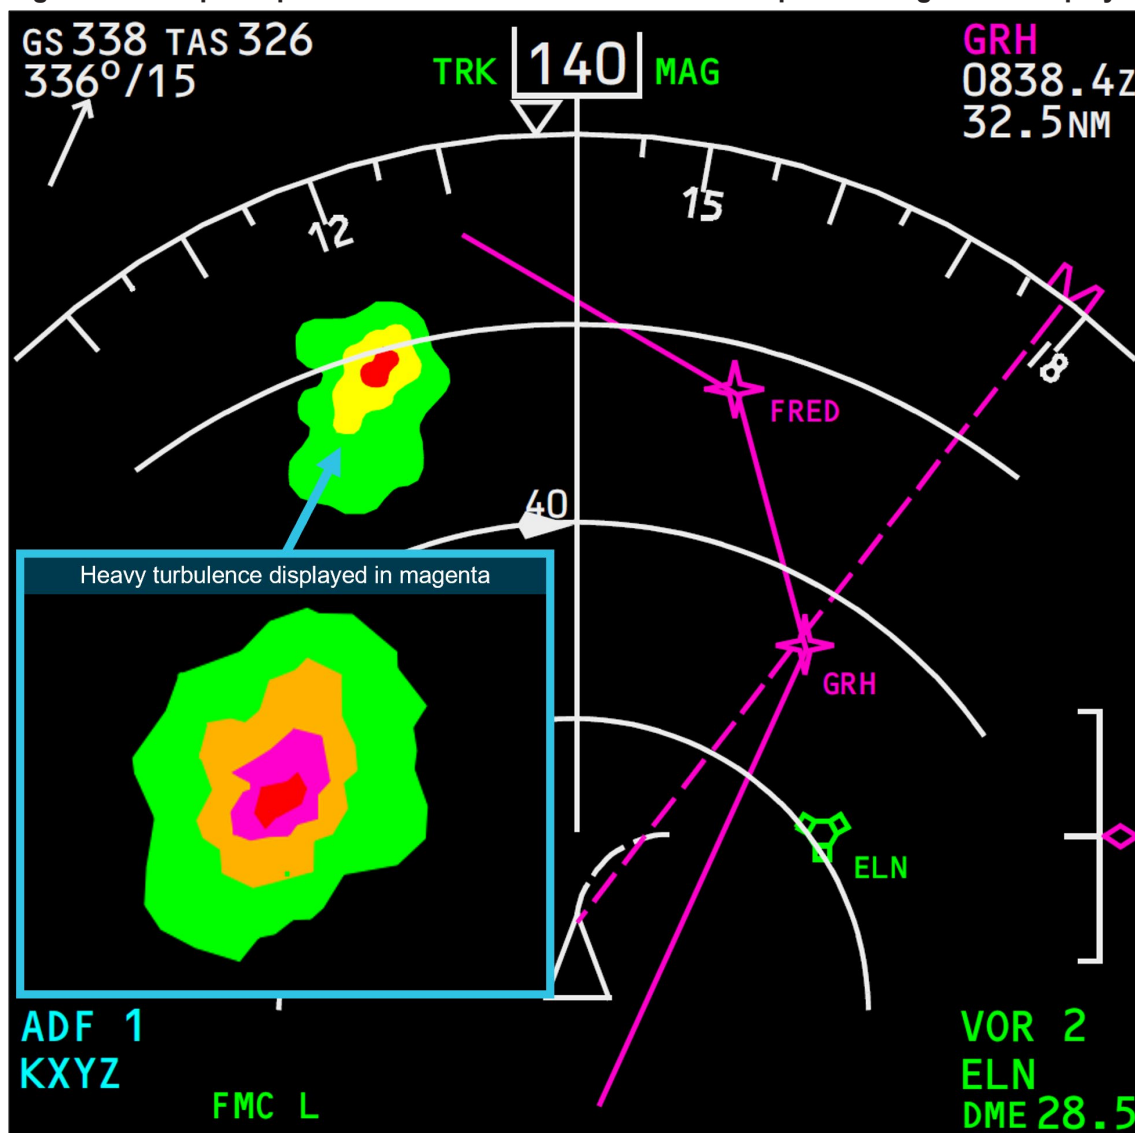 GS 338 TAS 326
336°/15
TRK 140 MAG
GRH
0838.4Z
32.5NM
12
15
18
FRED
40
Heavy turbulence displayed in magenta
GRH
ELN
ADF 1
KXYZ
FMC L
VOR 2
ELN
DME 28.5